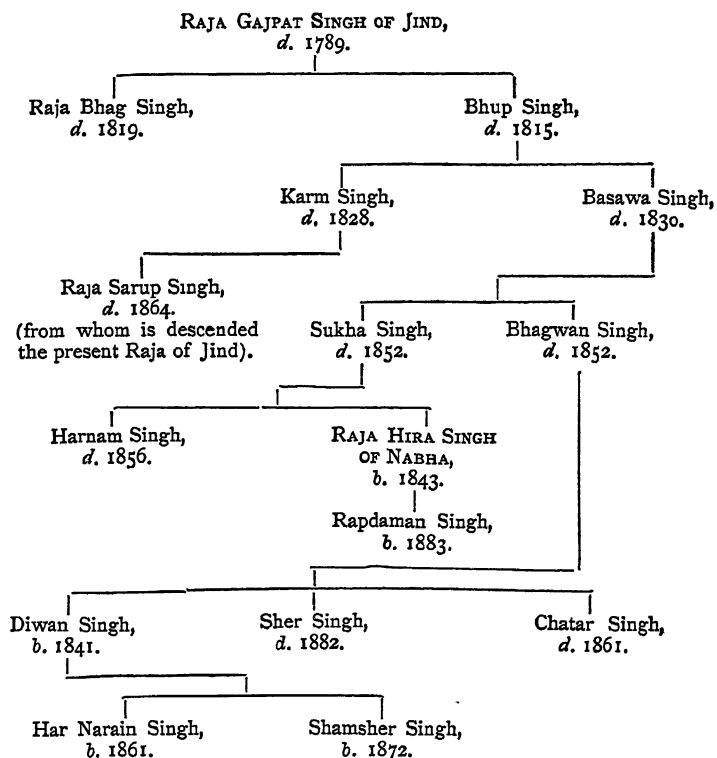 RAJA GAJPAT SINGH OF JIND,
d. 1789.
Raja Bhag Singh,
d. 1819.
Bhup Singh,
d. 1815.
Karm Singh,
d. 1828.
Basawa Singh,
d. 1830.
Raja Sarup Singh,
d. 1864.
(from whom is descended
the present Raja of Jind).
Sukha Singh,
d. 1852.
Bhagwan Singh,
d. 1852.
Harnam Singh,
d. 1856.
RAJA HIRA SINGH
OF NABHA,
b. 1843.
Rapdaman Singh,
b. 1883.
Diwan Singh,
b. 1841.
Sher Singh,
d. 1882.
Chatar Singh,
d. 1861.
Har Narain Singh,
b. 1861.
Shamsher Singh,
b. 1872.